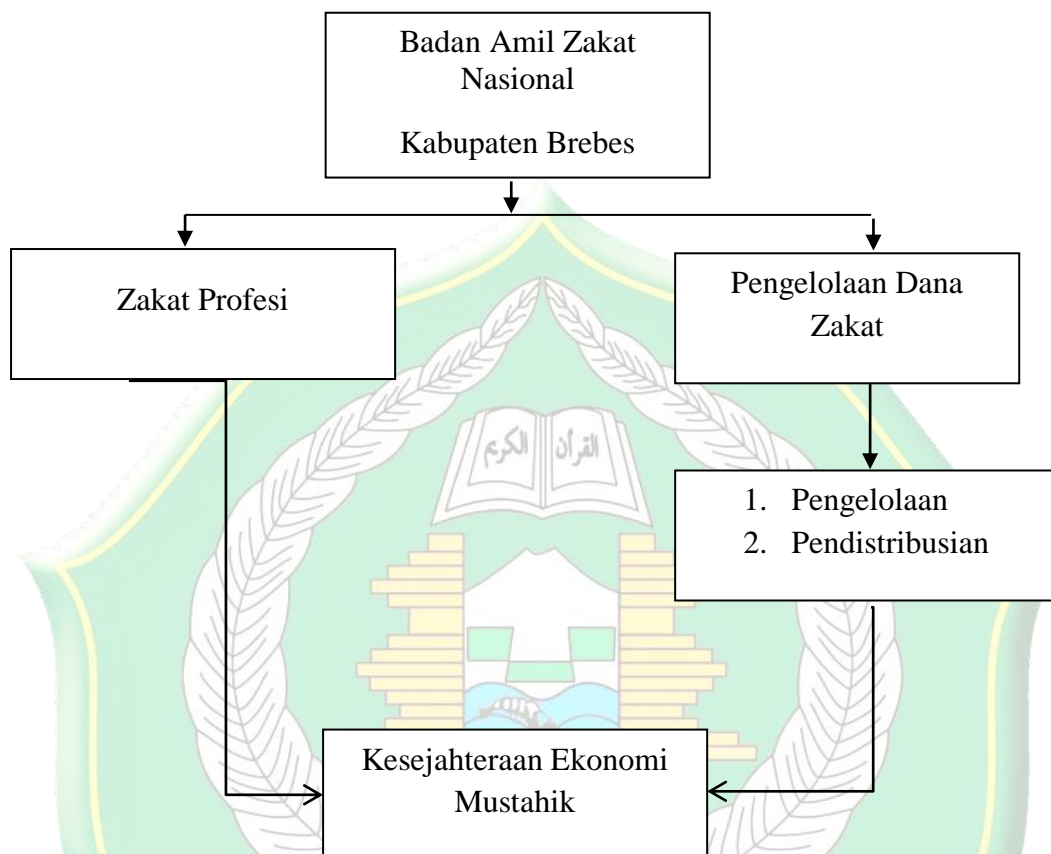 Badan Amil Zakat
Nasional
Kabupaten Brebes
Zakat Profesi
Pengelolaan Dana
Zakat
القرأن الكريم
1. Pengelolaan
2. Pendistribusian
Kesejahteraan Ekonomi
Mustahik